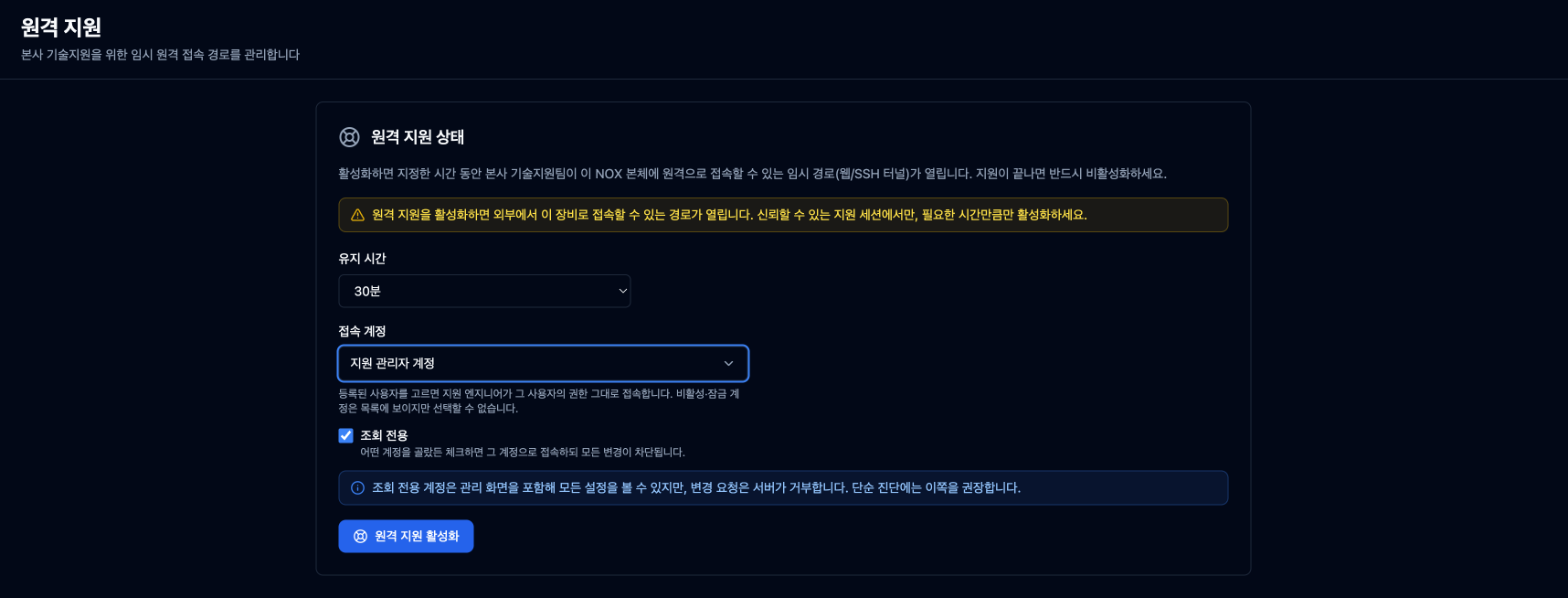 원격 지원
본사 기술지원을 위한 임시 원격 접속 경로를 관리합니다
원격 지원 상태
활성화하면 지정한 시간 동안 본사 기술지원팀이 이 NOX 본체에 원격으로 접속할 수 있는 임시 경로(웹/SSH 터널)가 열립니다. 지원이 끝나면 반드시 비활성화하세요.
원격 지원을 활성화하면 외부에서 이 장비로 접속할 수 있는 경로가 열립니다. 신뢰할 수 있는 지원 세션에서만, 필요한 시간만큼만 활성화하세요.
유지 시간
30분
접속 계정
지원 관리자 계정
등록된 사용자를 고르면 지원 엔지니어가 그 사용자의 권한 그대로 접속합니다. 비활성·잠금 계
정은 목록에 보이지만 선택할 수 없습니다.
조회 전용
어떤 계정을 골랐든 체크하면 그 계정으로 접속하되 모든 변경이 차단됩니다.
조회 전용 계정은 관리 화면을 포함해 모든 설정을 볼 수 있지만, 변경 요청은 서버가 거부합니다. 단순 진단에는 이쪽을 권장합니다.
원격 지원 활성화